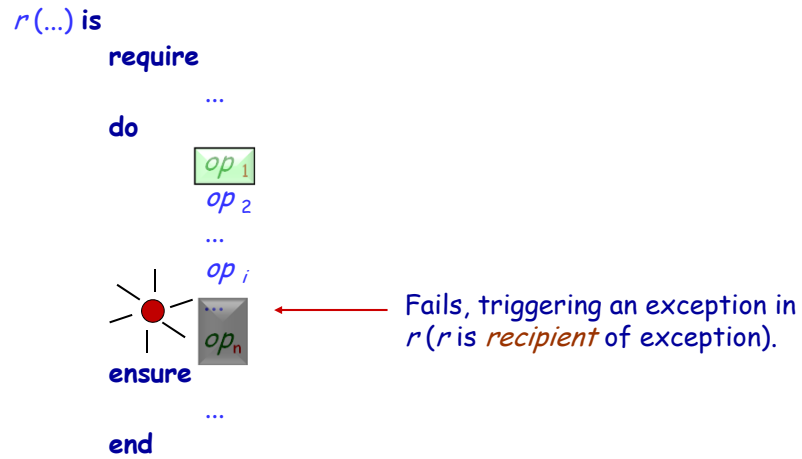 r (...) is
require
...
do
op 1
op 2
...
op i
...
op n
Fails, triggering an exception in
r (r is recipient of exception).
ensure
...
end